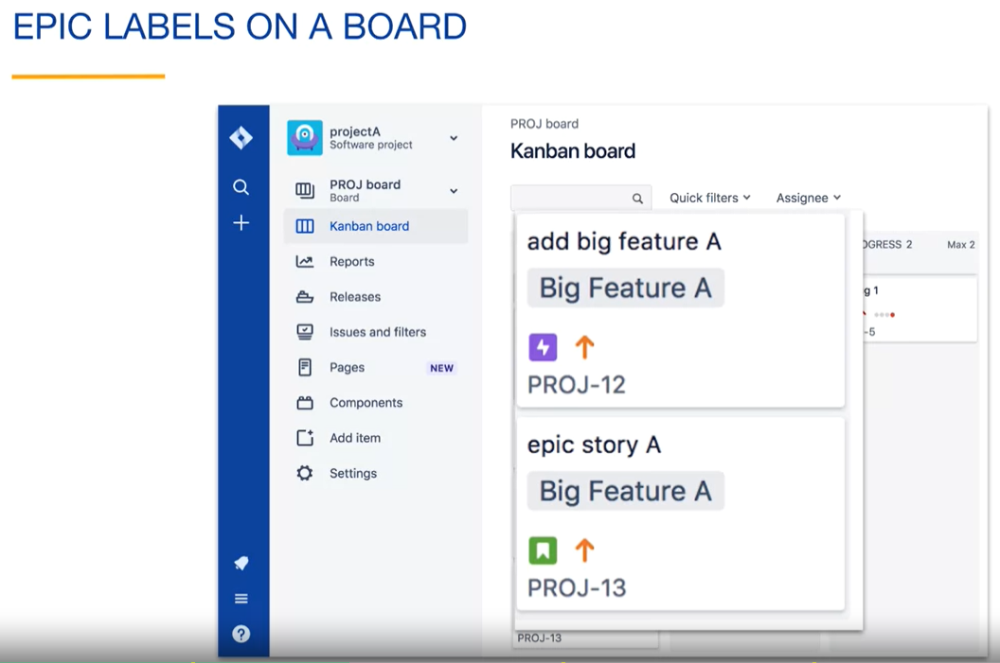 EPIC LABELS ON A BOARD
projectA
Software project
PROJ board
Board
Kanban board
Reports
Releases
Issues and filters
Pages NEW
Components
Add item
Settings
PROJ board
Kanban board
Quick filters
Assignee
add big feature A
Big Feature A
PROJ-12
epic story A
Big Feature A
PROJ-13
OGRESS 2 Max 2
g 1
-5
PROJ-13